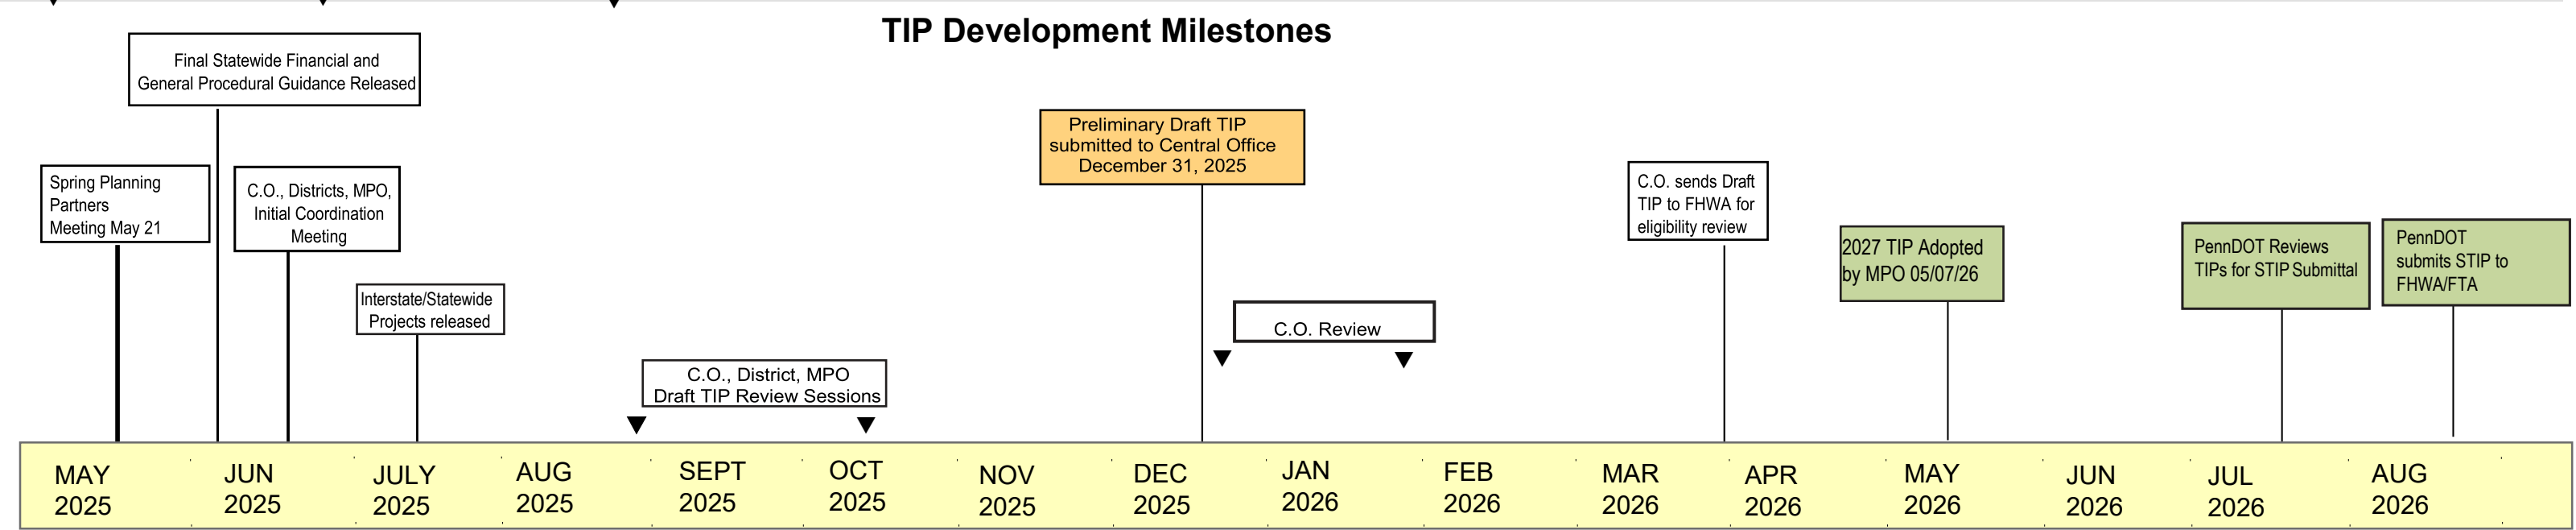 TIP Development Milestones
Final Statewide Financial and
General Procedural Guidance Released
Spring Planning
Partners
Meeting May 21
C.O., Districts, MPO,
Initial Coordination
Meeting
Interstate/Statewide
Projects released
C.O., District, MPO
Draft TIP Review Sessions
Preliminary Draft TIP
submitted to Central Office
December 31, 2025
C.O. Review
C.O. sends Draft
TIP to FHWA for
eligibility review
2027 TIP Adopted
by MPO 05/07/26
PennDOT Reviews
TIPs for STIP Submittal
PennDOT
submits STIP to
FHWA/FTA
MAY
2025
JUN
2025
JULY
2025
AUG
2025
SEPT
2025
OCT
2025
NOV
2025
DEC
2025
JAN
2026
FEB
2026
MAR
2026
APR
2026
MAY
2026
JUN
2026
JUL
2026
AUG
2026